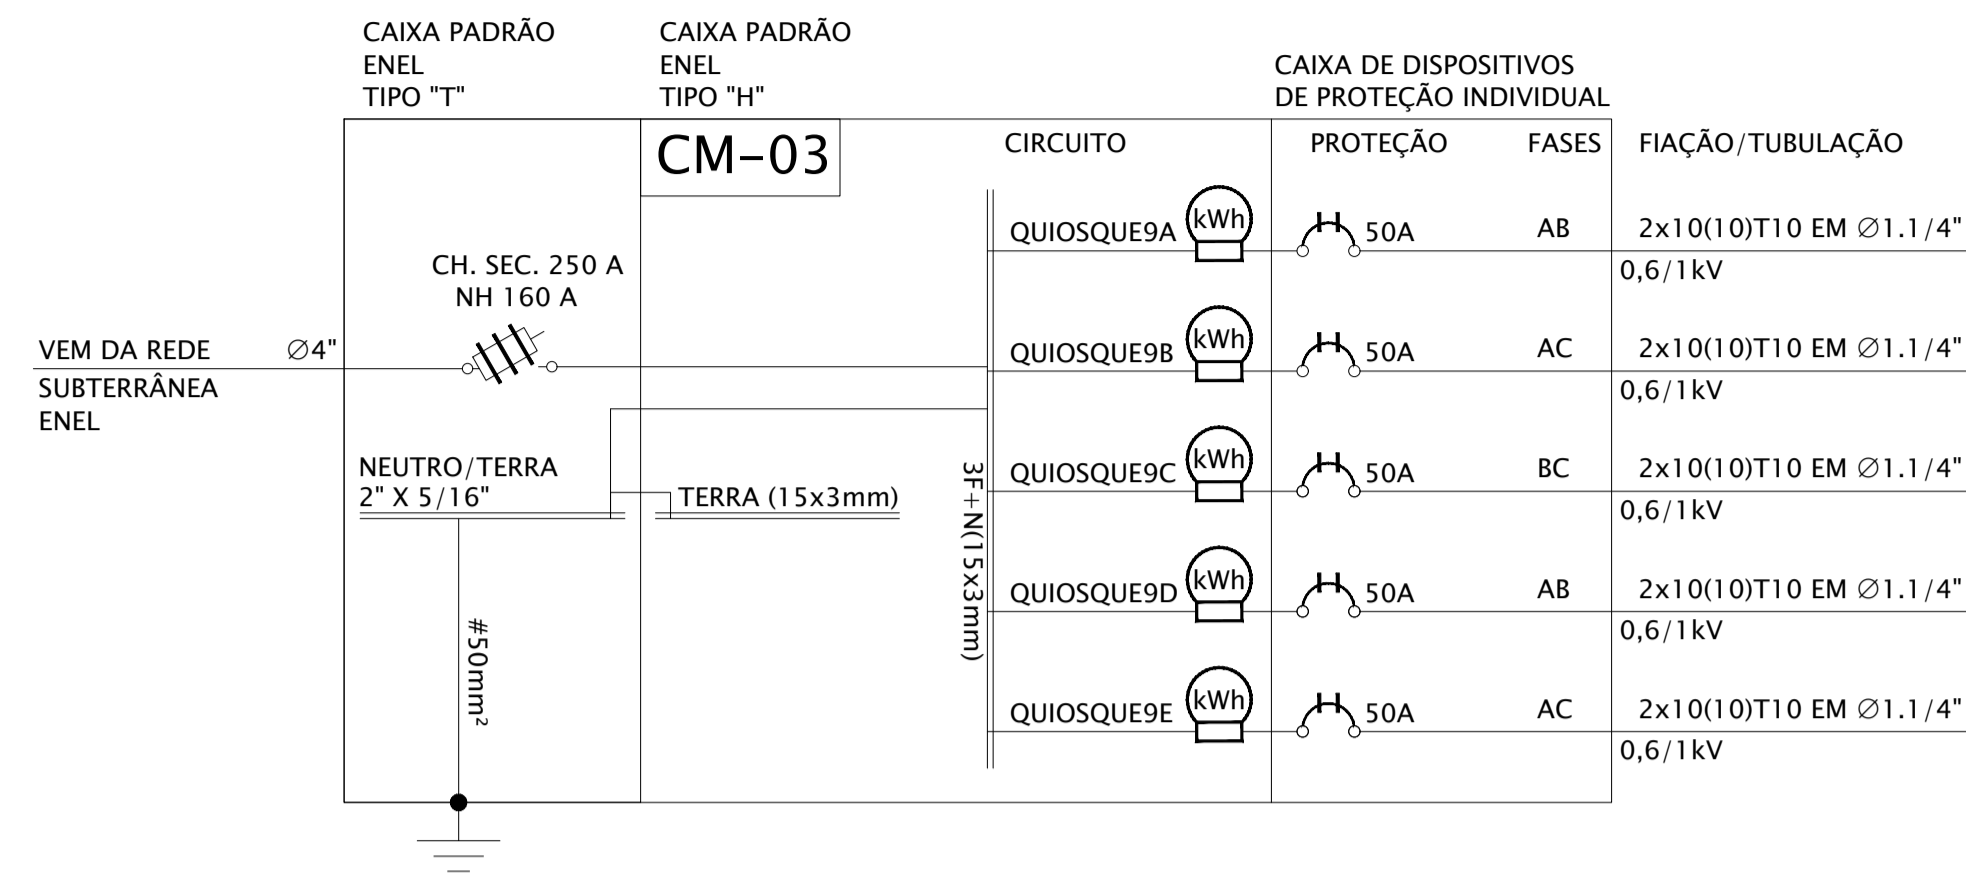 CAIXA PADRÃO
ENEL
TIPO "T"
CAIXA PADRÃO
ENEL
TIPO "H"
CAIXA DE DISPOSITIVOS
DE PROTEÇÃO INDIVIDUAL
CM-03
CIRCUITO
PROTEÇÃO
FASES
FIAÇÃO/TUBULAÇÃO
VEM DA REDE
SUBTERRÂNEA
ENEL
∅4"
CH. SEC. 250 A
NH 160 A
NEUTRO/TERRA
2" X 5/16"
TERRA (15x3mm)
#50mm²
3F+N(15x3mm)
QUIOSQUE9A kWh 50A AB 2x10(10)T10 EM ∅1.1/4"
0,6/1kV
QUIOSQUE9B kWh 50A AC 2x10(10)T10 EM ∅1.1/4"
0,6/1kV
QUIOSQUE9C kWh 50A BC 2x10(10)T10 EM ∅1.1/4"
0,6/1kV
QUIOSQUE9D kWh 50A AB 2x10(10)T10 EM ∅1.1/4"
0,6/1kV
QUIOSQUE9E kWh 50A AC 2x10(10)T10 EM ∅1.1/4"
0,6/1kV